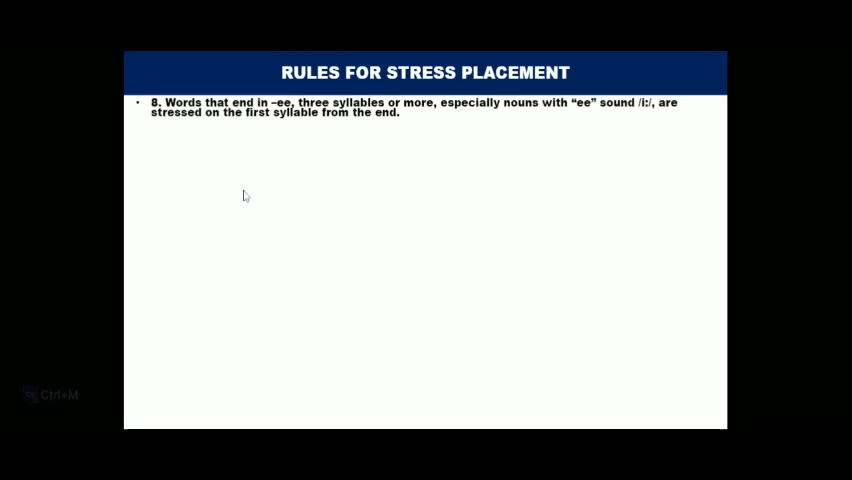 RULES FOR STRESS PLACEMENT
• 8. Words that end in –ee, three syllables or more, especially nouns with “ee” sound /i:/, are
stressed on the first syllable from the end.
Ctrl+M